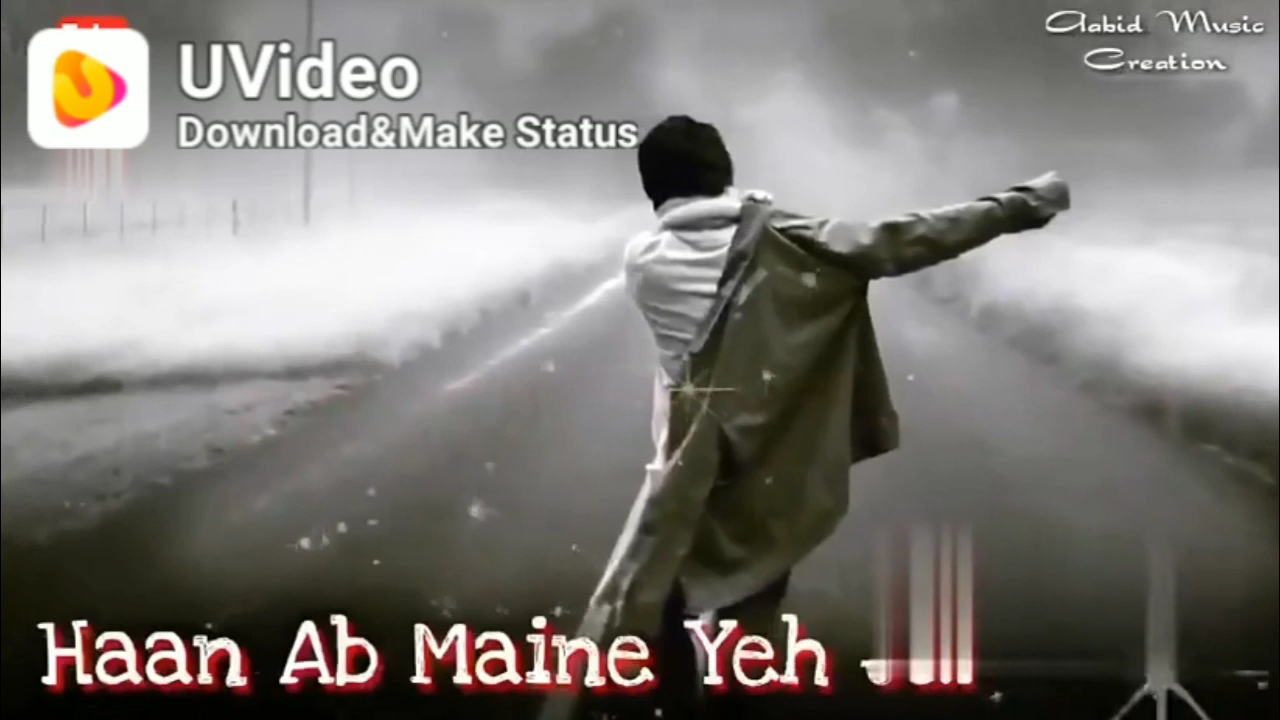 UVideo
Download&Make Status
Aabid Music
Creation
Haan Ab Maine Yeh